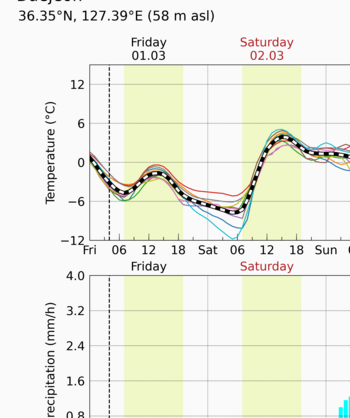 36.35°N, 127.39°E (58 m asl)
Friday Saturday
01.03 02.03
Temperature (°C)
12
6
0
−6
−12
Fri 06 12 18 Sat 06 12 18 Sun
Friday Saturday
recipitation (mm/h)
4.0
3.2
2.4
1.6
0.8